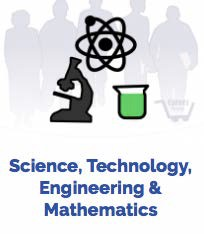 Science, Technology,
Engineering &
Mathematics